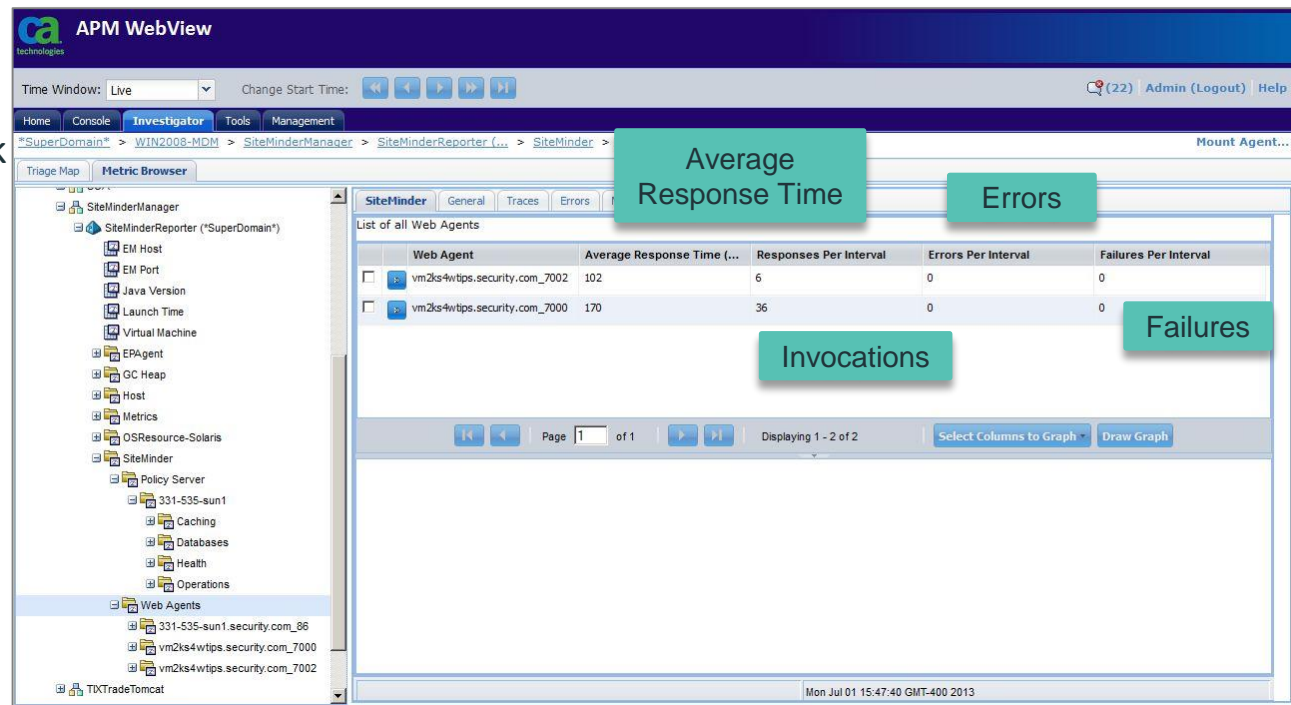 ca technologies
APM WebView
Time Window: Live
Change Start Time:
(22) Admin (Logout) Help
Home Console Investigator Tools Management
k
*SuperDomain* > WIN2008-MDM > SiteMinderManager > SiteMinderReporter (... > SiteMinder >
Mount Agent...
Triage Map Metric Browser
SiteMinderManager
SiteMinderReporter (*SuperDomain*)
EM Host
EM Port
Java Version
Launch Time
Virtual Machine
EPAgent
GC Heap
Host
Metrics
OSResource-Solaris
SiteMinder
Policy Server
331-535-sun1
Caching
Databases
Health
Operations
Web Agents
331-535-sun1.security.com_86
vm2ks4wtips.security.com_7000
vm2ks4wtips.security.com_7002
TIXTradeTomcat
SiteMinder General Traces Errors
Average
Response Time
Errors
List of all Web Agents
Web Agent Average Response Time (... Responses Per Interval Errors Per Interval Failures Per Interval
vm2ks4wtips.security.com_7002 102 6 0 0
vm2ks4wtips.security.com_7000 170 36 0 0
Failures
Invocations
Page 1 of 1
Displaying 1 - 2 of 2
Select Columns to Graph
Draw Graph
Mon Jul 01 15:47:40 GMT-400 2013